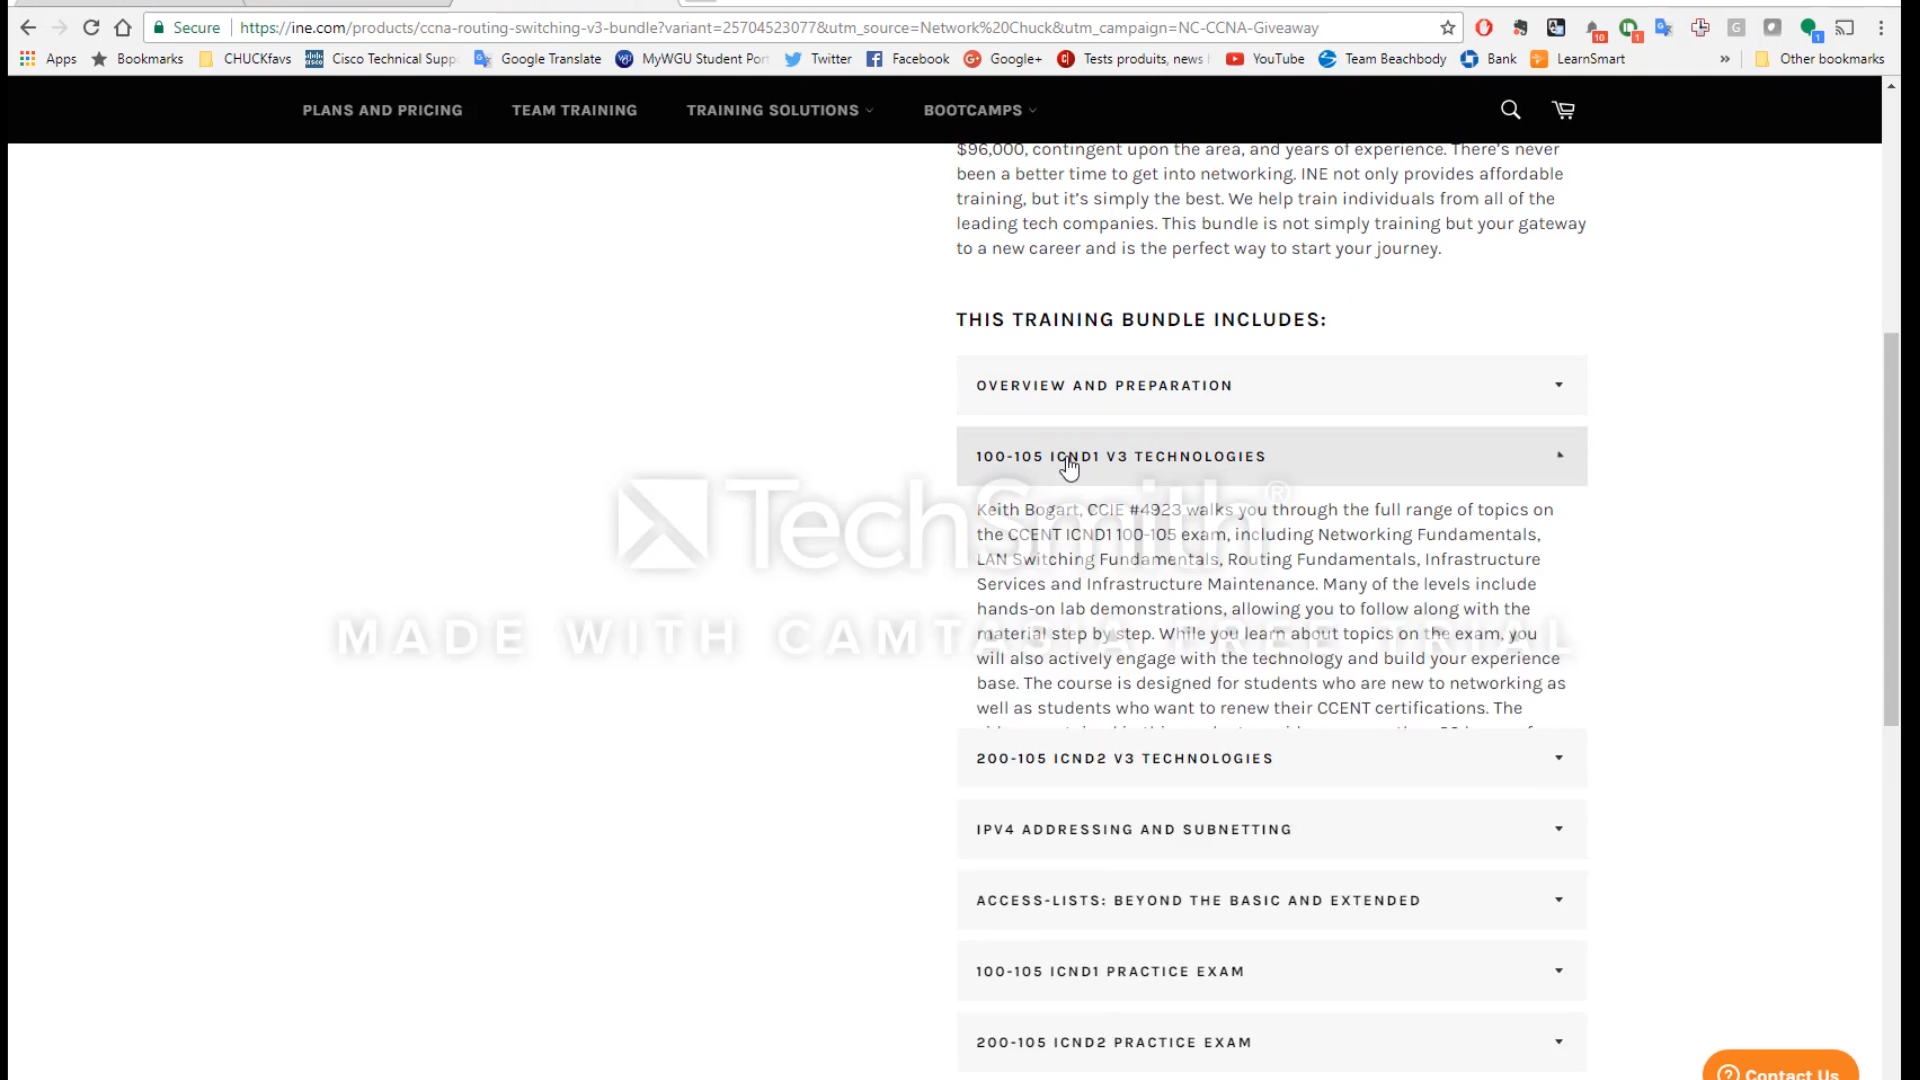 Secure https://ine.com/products/ccna-routing-switching-v3-bundle?variant=25704523077&utm_source=Network%20Chuck&utm_campaign=NC-CCNA-Giveaway
10 1 1
Apps Bookmarks CHUCKfavs Cisco Technical Supp Google Translate MyWGU Student Port Twitter Facebook Google+ Tests produits, news YouTube Team Beachbody Bank LearnSmart » Other bookmarks
PLANS AND PRICING TEAM TRAINING TRAINING SOLUTIONS BOOTCAMPS
$96,000, contingent upon the area, and years of experience. There's never
been a better time to get into networking. INE not only provides affordable
training, but it's simply the best. We help train individuals from all of the
leading tech companies. This bundle is not simply training but your gateway
to a new career and is the perfect way to start your journey.
THIS TRAINING BUNDLE INCLUDES:
OVERVIEW AND PREPARATION
100-105 ICND1 V3 TECHNOLOGIES
Keith Bogart, CCIE #4923 walks you through the full range of topics on
the CCENT ICND1 100-105 exam, including Networking Fundamentals,
LAN Switching Fundamentals, Routing Fundamentals, Infrastructure
Services and Infrastructure Maintenance. Many of the levels include
hands-on lab demonstrations, allowing you to follow along with the
material step by step. While you learn about topics on the exam, you
will also actively engage with the technology and build your experience
base. The course is designed for students who are new to networking as
well as students who want to renew their CCENT certifications. The
TechSmith®
MADE WITH CAMTASIA FREE TRIAL
200-105 ICND2 V3 TECHNOLOGIES
IPV4 ADDRESSING AND SUBNETTING
ACCESS-LISTS: BEYOND THE BASIC AND EXTENDED
100-105 ICND1 PRACTICE EXAM
200-105 ICND2 PRACTICE EXAM
Contact Us